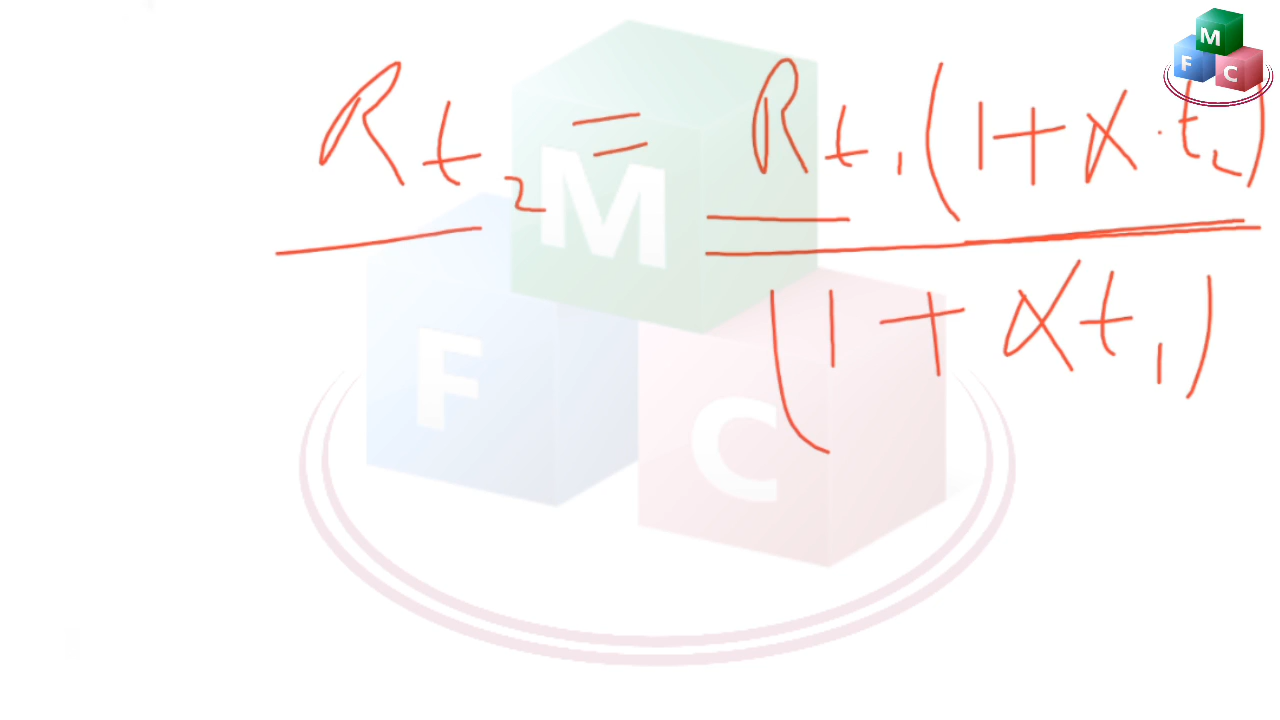 M
F C
Rt₂ = Rt₁(1+α·t₂)
(1+αt₁)
M
F
C